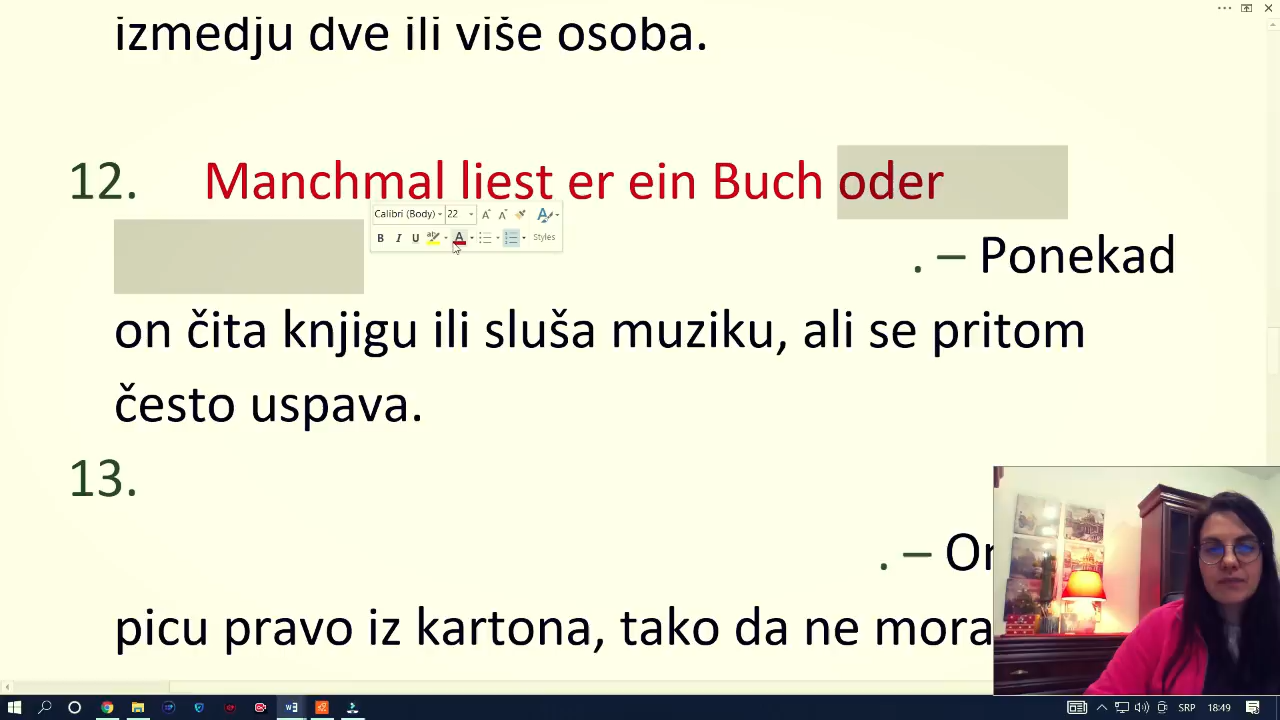 izmedju dve ili više osoba.
12. Manchmal liest er ein Buch oder
Calibri (Body) 22
B I U ab A Styles
. – Ponekad
on čita knjigu ili sluša muziku, ali se pritom
često uspava.
13.
. – On
picu pravo iz kartona, tako da ne mora
SRP 18:49